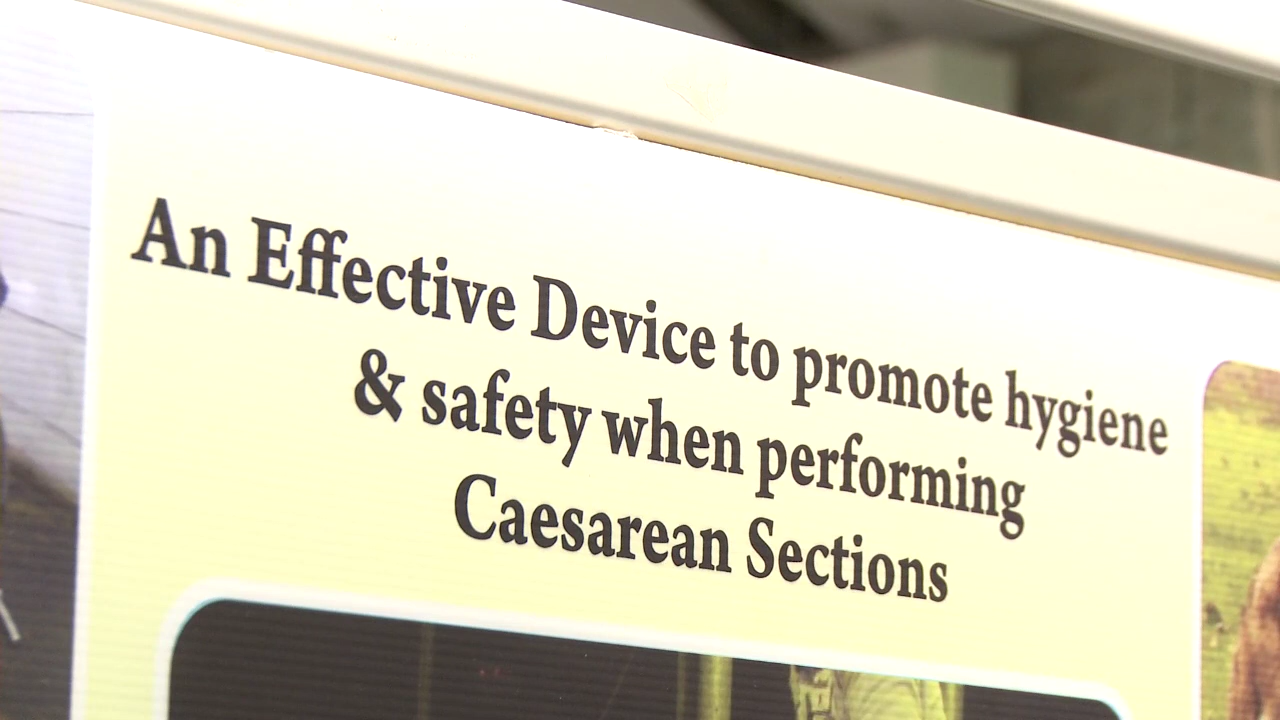 An Effective Device to promote hygiene
& safety when performing
Caesarean Sections